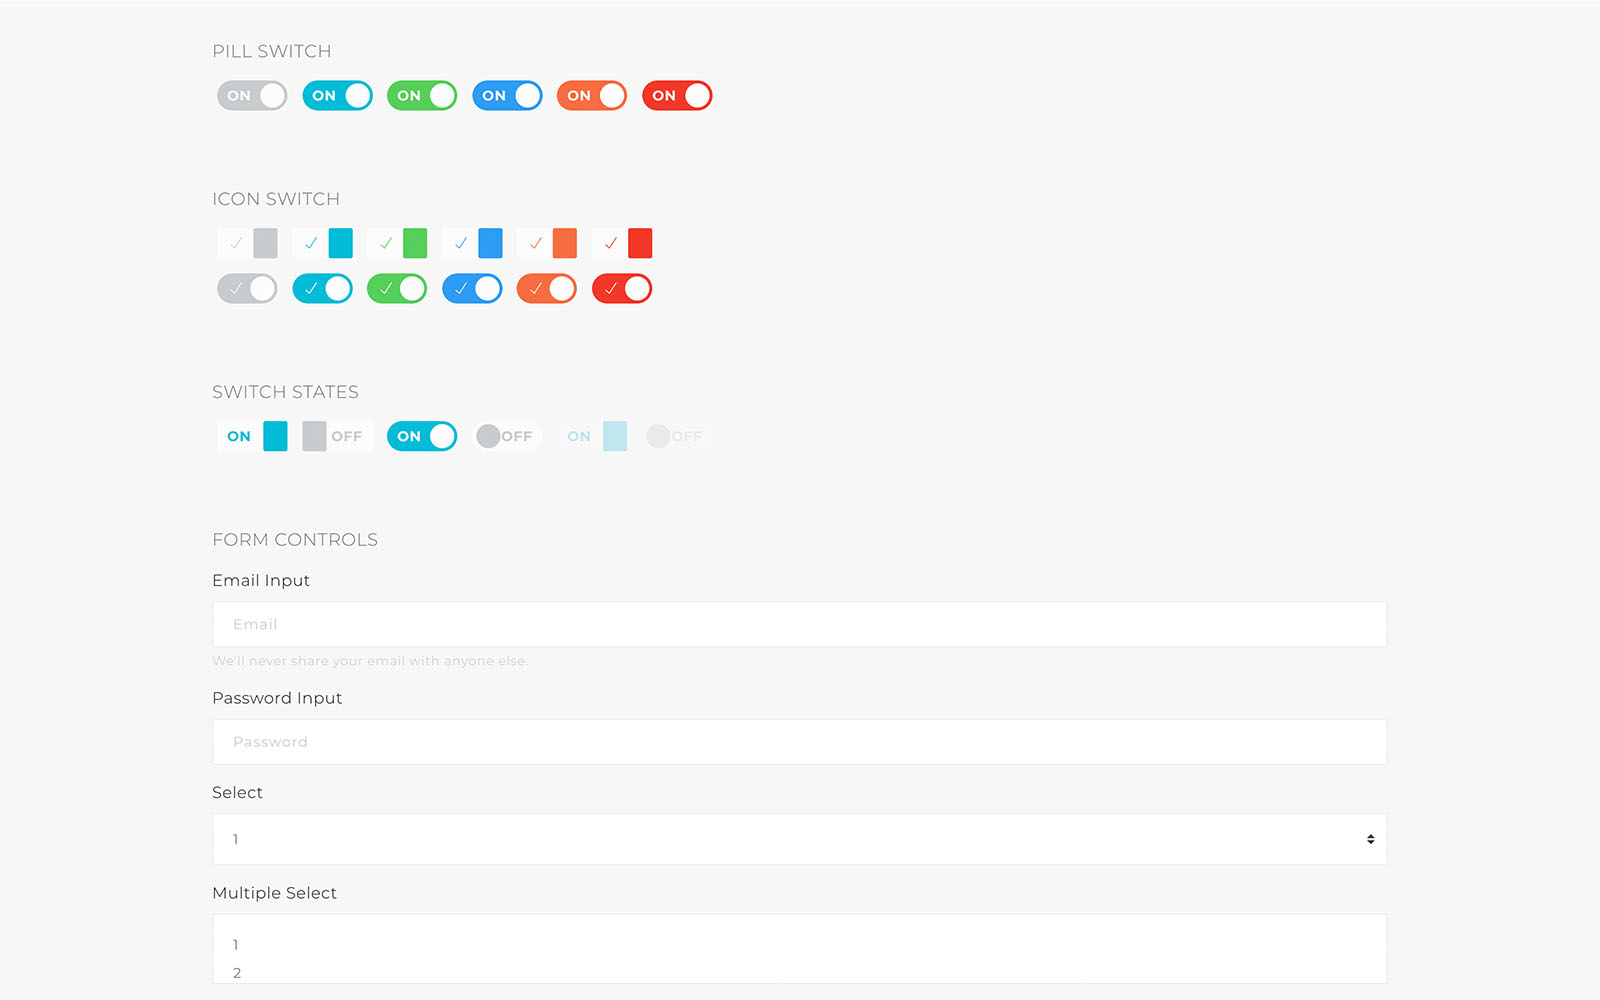 PILL SWITCH
ON ON ON ON ON ON
ICON SWITCH
SWITCH STATES
ON OFF ON OFF ON OFF
FORM CONTROLS
Email Input
Email
We'll never share your email with anyone else.
Password Input
Password
Select
1
Multiple Select
1
2